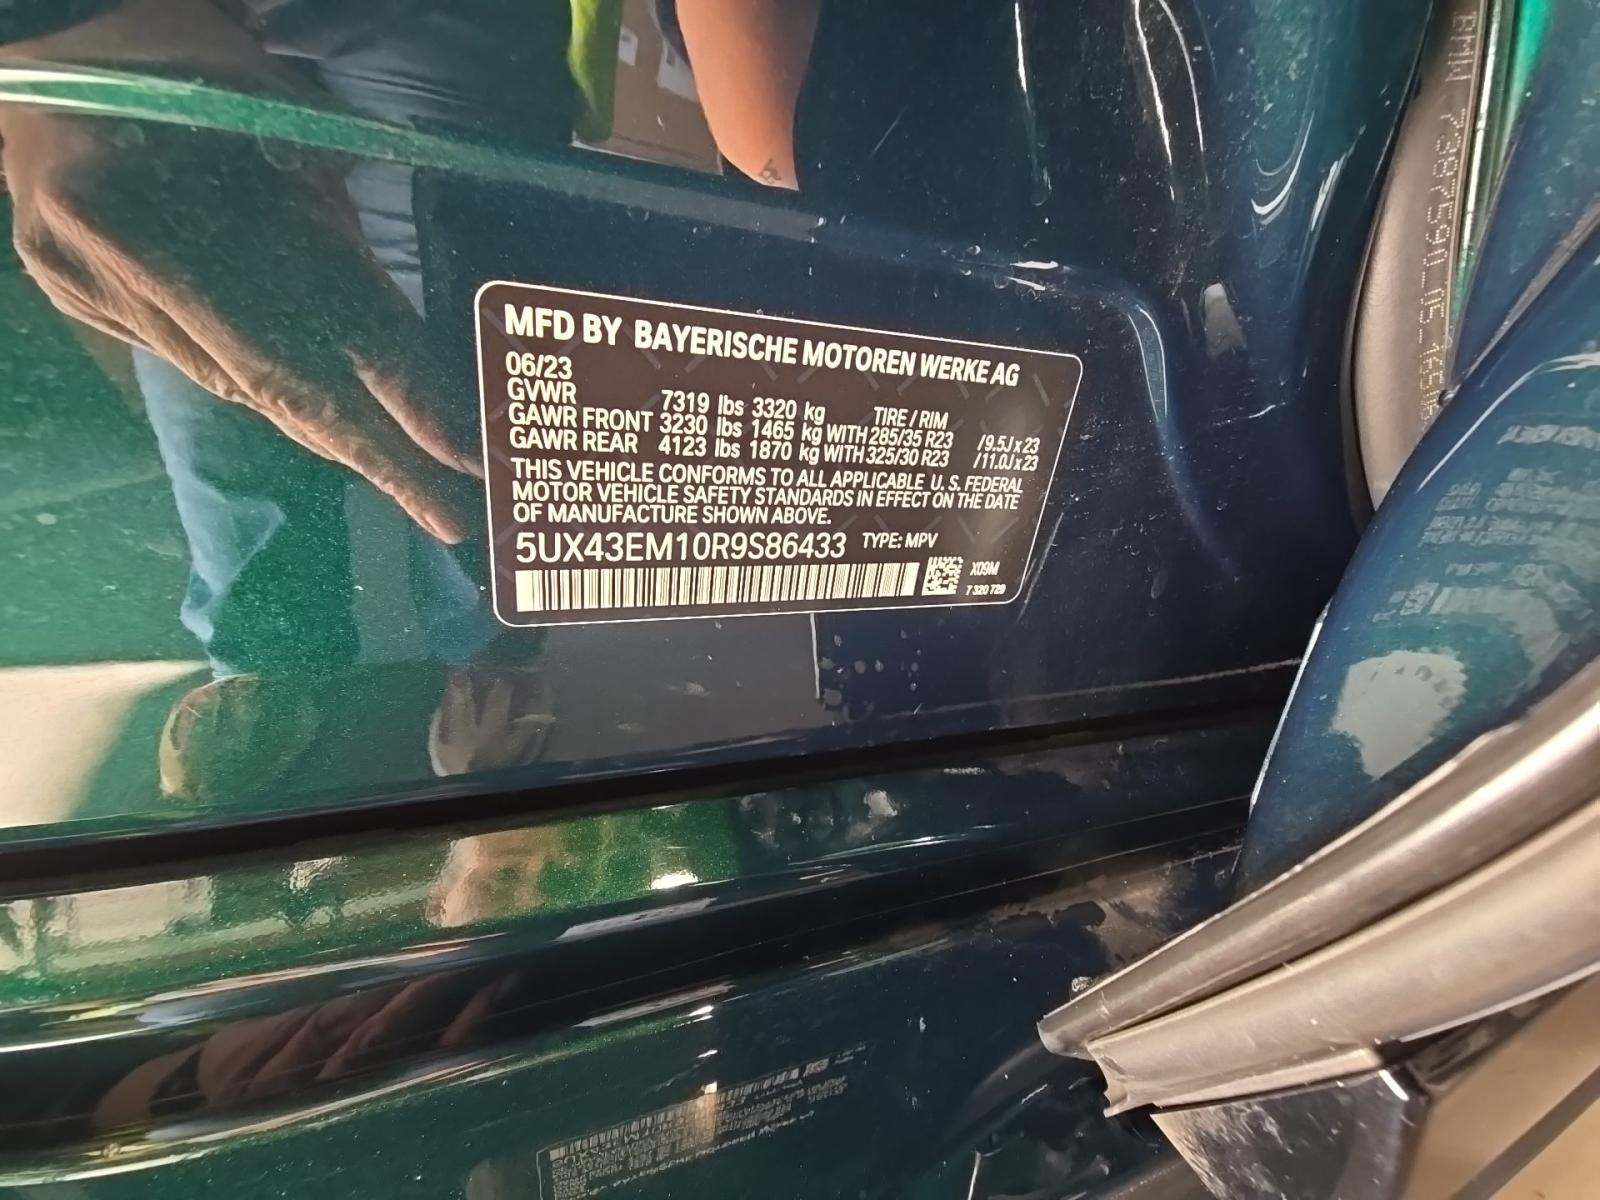 MFD BY BAYERISCHE MOTOREN WERKE AG
06/23
GVWR 7319 lbs 3320 kg TIRE / RIM
GAWR FRONT 3230 lbs 1465 kg WITH 285/35 R23 /9.5J x 23
GAWR REAR 4123 lbs 1870 kg WITH 325/30 R23 /11.0J x 23
THIS VEHICLE CONFORMS TO ALL APPLICABLE U. S. FEDERAL
MOTOR VEHICLE SAFETY STANDARDS IN EFFECT ON THE DATE
OF MANUFACTURE SHOWN ABOVE.
5UX43EM10R9S86433 TYPE: MPV
X09M
7 320 T29
BMW